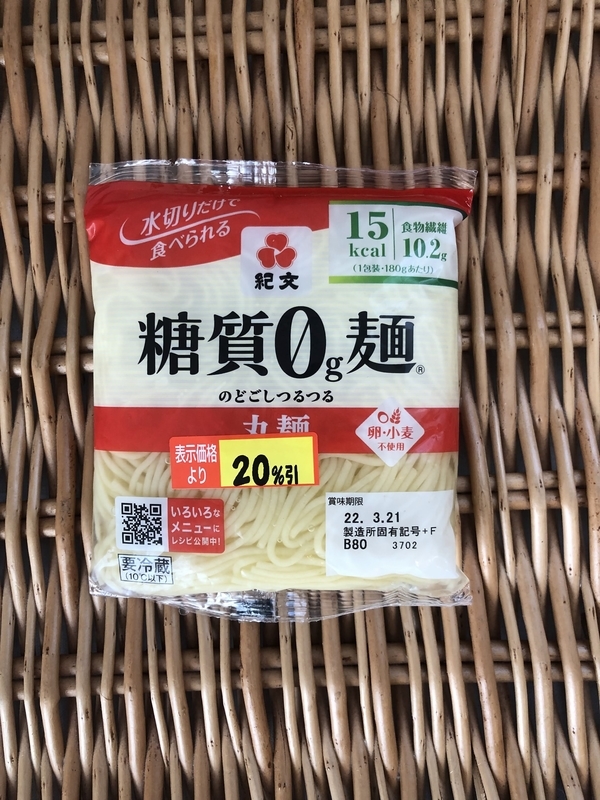 水切りだけで
食べられる
紀文
15
kcal
食物繊維
10.2g
(1包装・180gあたり)
糖質0g麺®
のどごしつるつる
丸麺
卵・小麦
不使用
表示価格
より
20%引
いろいろな
メニューに
レシピ公開中!
要冷蔵
(10℃以下)
賞味期限
22. 3.21
製造所固有記号+F
B80 3702